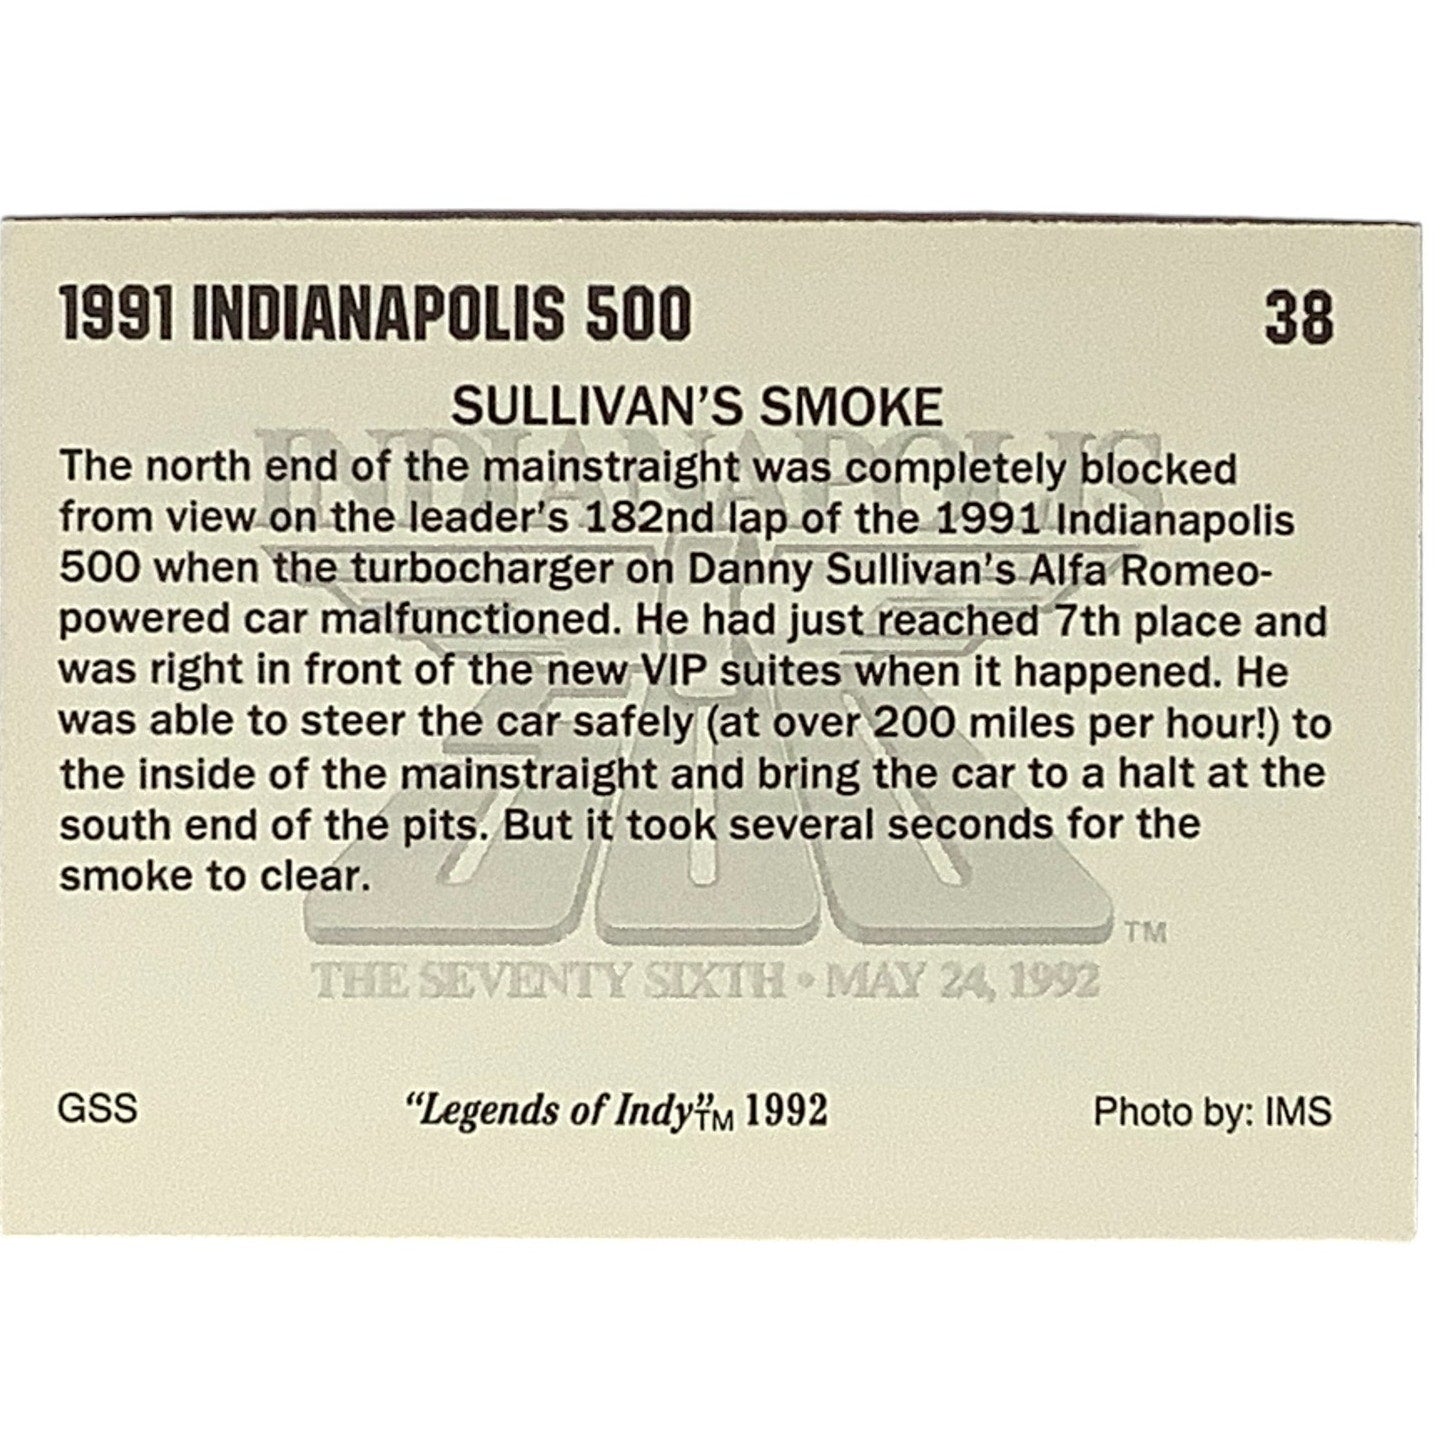 1991 INDIANAPOLIS 500 38
SULLIVAN'S SMOKE
INDIANAPOLIS
The north end of the mainstraight was completely blocked
from view on the leader's 182nd lap of the 1991 Indianapolis
500 when the turbocharger on Danny Sullivan's Alfa Romeo-
powered car malfunctioned. He had just reached 7th place and
was right in front of the new VIP suites when it happened. He
was able to steer the car safely (at over 200 miles per hour!) to
the inside of the mainstraight and bring the car to a halt at the
south end of the pits. But it took several seconds for the
smoke to clear.
500 TM
THE SEVENTY SIXTH • MAY 24, 1992
GSS "Legends of Indy"TM 1992 Photo by: IMS